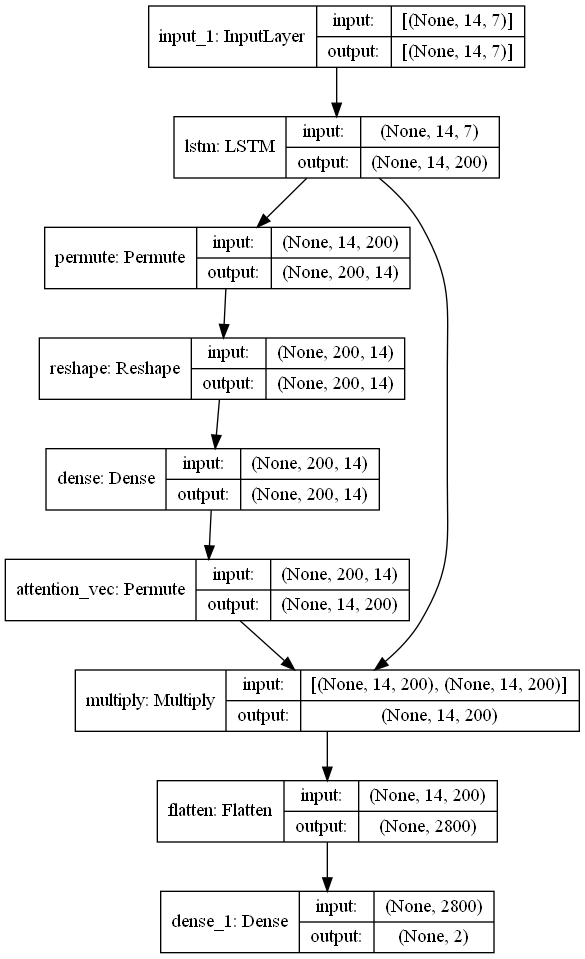 input_1: InputLayer
input: [(None, 14, 7)]
output: [(None, 14, 7)]
lstm: LSTM
input: (None, 14, 7)
output: (None, 14, 200)
permute: Permute
input: (None, 14, 200)
output: (None, 200, 14)
reshape: Reshape
input: (None, 200, 14)
output: (None, 200, 14)
dense: Dense
input: (None, 200, 14)
output: (None, 200, 14)
attention_vec: Permute
input: (None, 200, 14)
output: (None, 14, 200)
multiply: Multiply
input: [(None, 14, 200), (None, 14, 200)]
output: (None, 14, 200)
flatten: Flatten
input: (None, 14, 200)
output: (None, 2800)
dense_1: Dense
input: (None, 2800)
output: (None, 2)